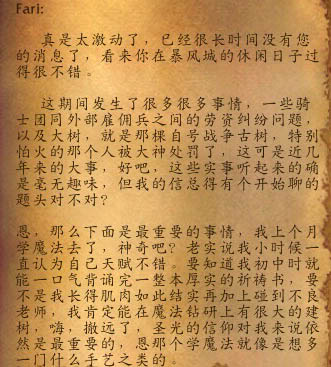 Fari:
真是太激动了，已经很长时间没有您
的消息了，看来你在暴风城的休闲日子过
得很不错。
这期间发生了很多很多事情，一些骑
士团同外部雇佣兵之间的劳资纠纷问题，
以及大树，就是那棵自号战争古树，特别
怕火的那个人被大神处罚了，这可是近几
年来的大事，好吧，这些实事听起来的确
是毫无趣味，但我的信总得有个开始聊的
题头对不对？
恩，那么下面是最重要的事情，我上个月
学魔法去了，神奇吧？老实说我小时候一
直认为自己天赋不错。要知道我初中时就
能一口气背诵完一整本厚实的祈祷书，要
不是我长得肌肉如此结实再加上碰到不良
老师，我肯定能在魔法钻研上有很大的建
树，嗨，撤远了，圣光的信仰对我来说依
然是最重要的，恩那个学魔法就像是想多
一门什么手艺之类的。